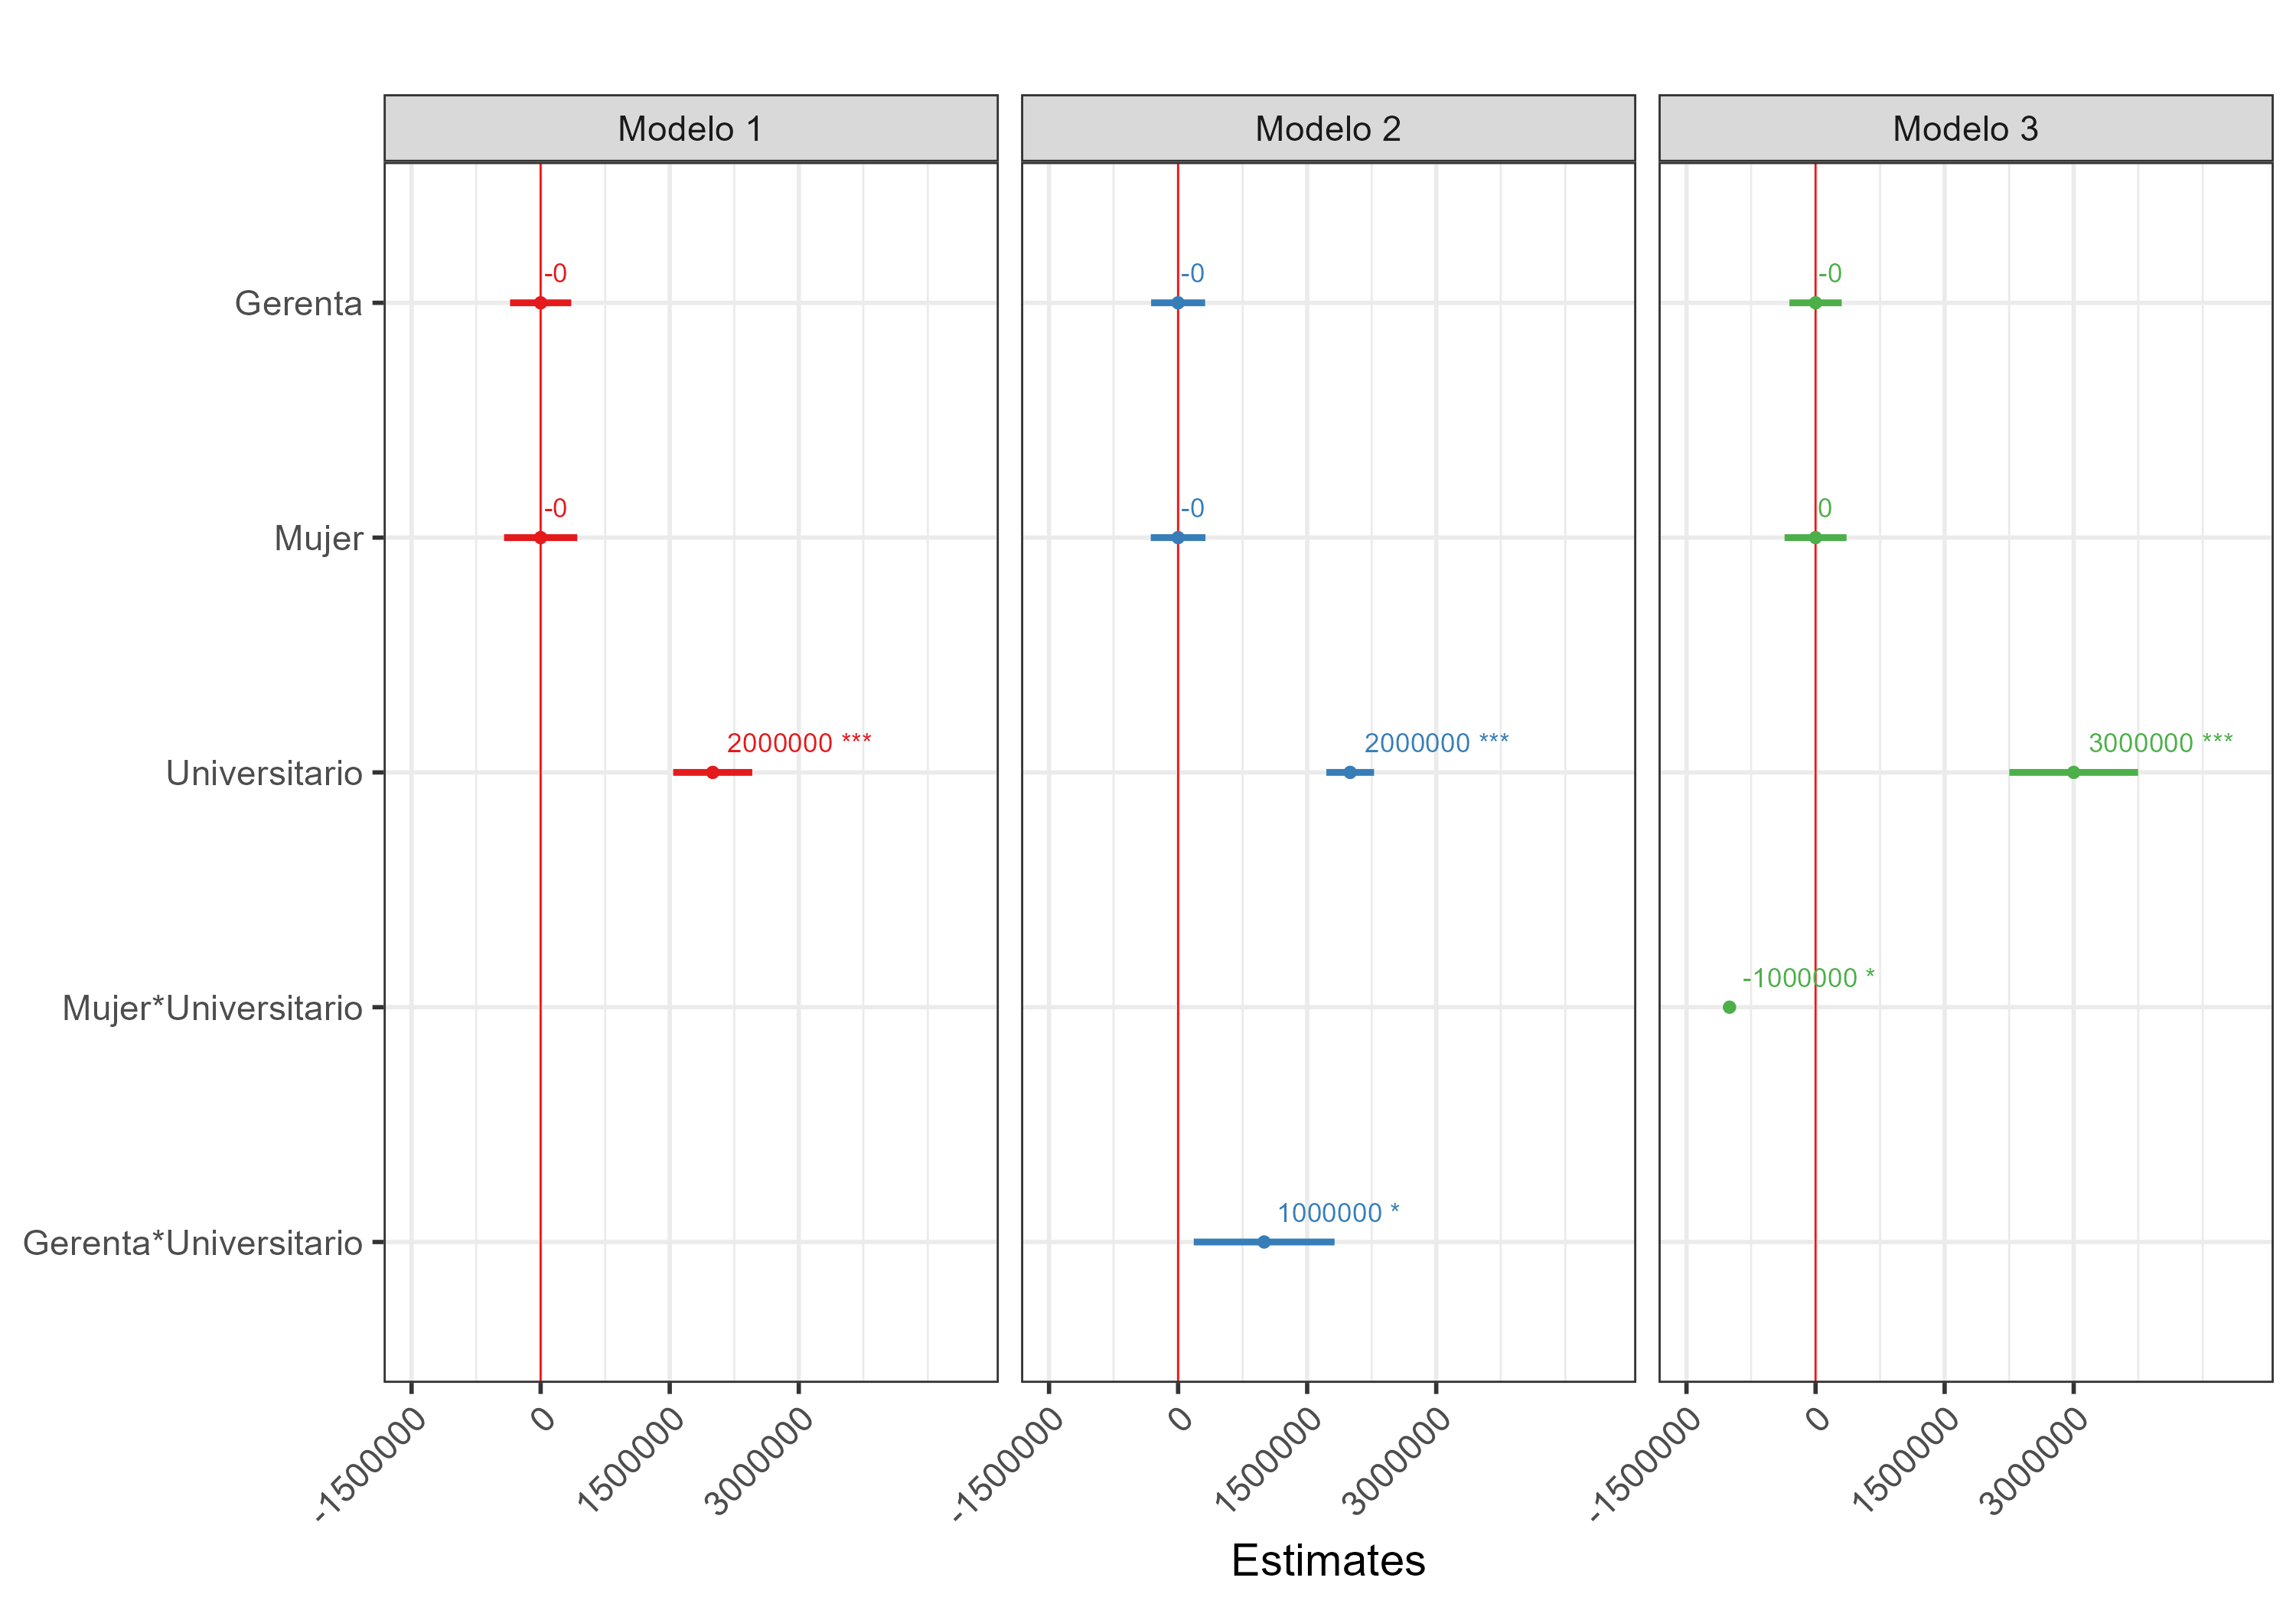 Modelo 1
Modelo 2
Modelo 3
Gerenta
-0
-0
-0
Mujer
-0
-0
0
Universitario
2000000 ***
2000000 ***
3000000 ***
Mujer*Universitario
-1000000 *
Gerenta*Universitario
1000000 *
-1500000
0
1500000
3000000
-1500000
0
1500000
3000000
-1500000
0
1500000
3000000
Estimates